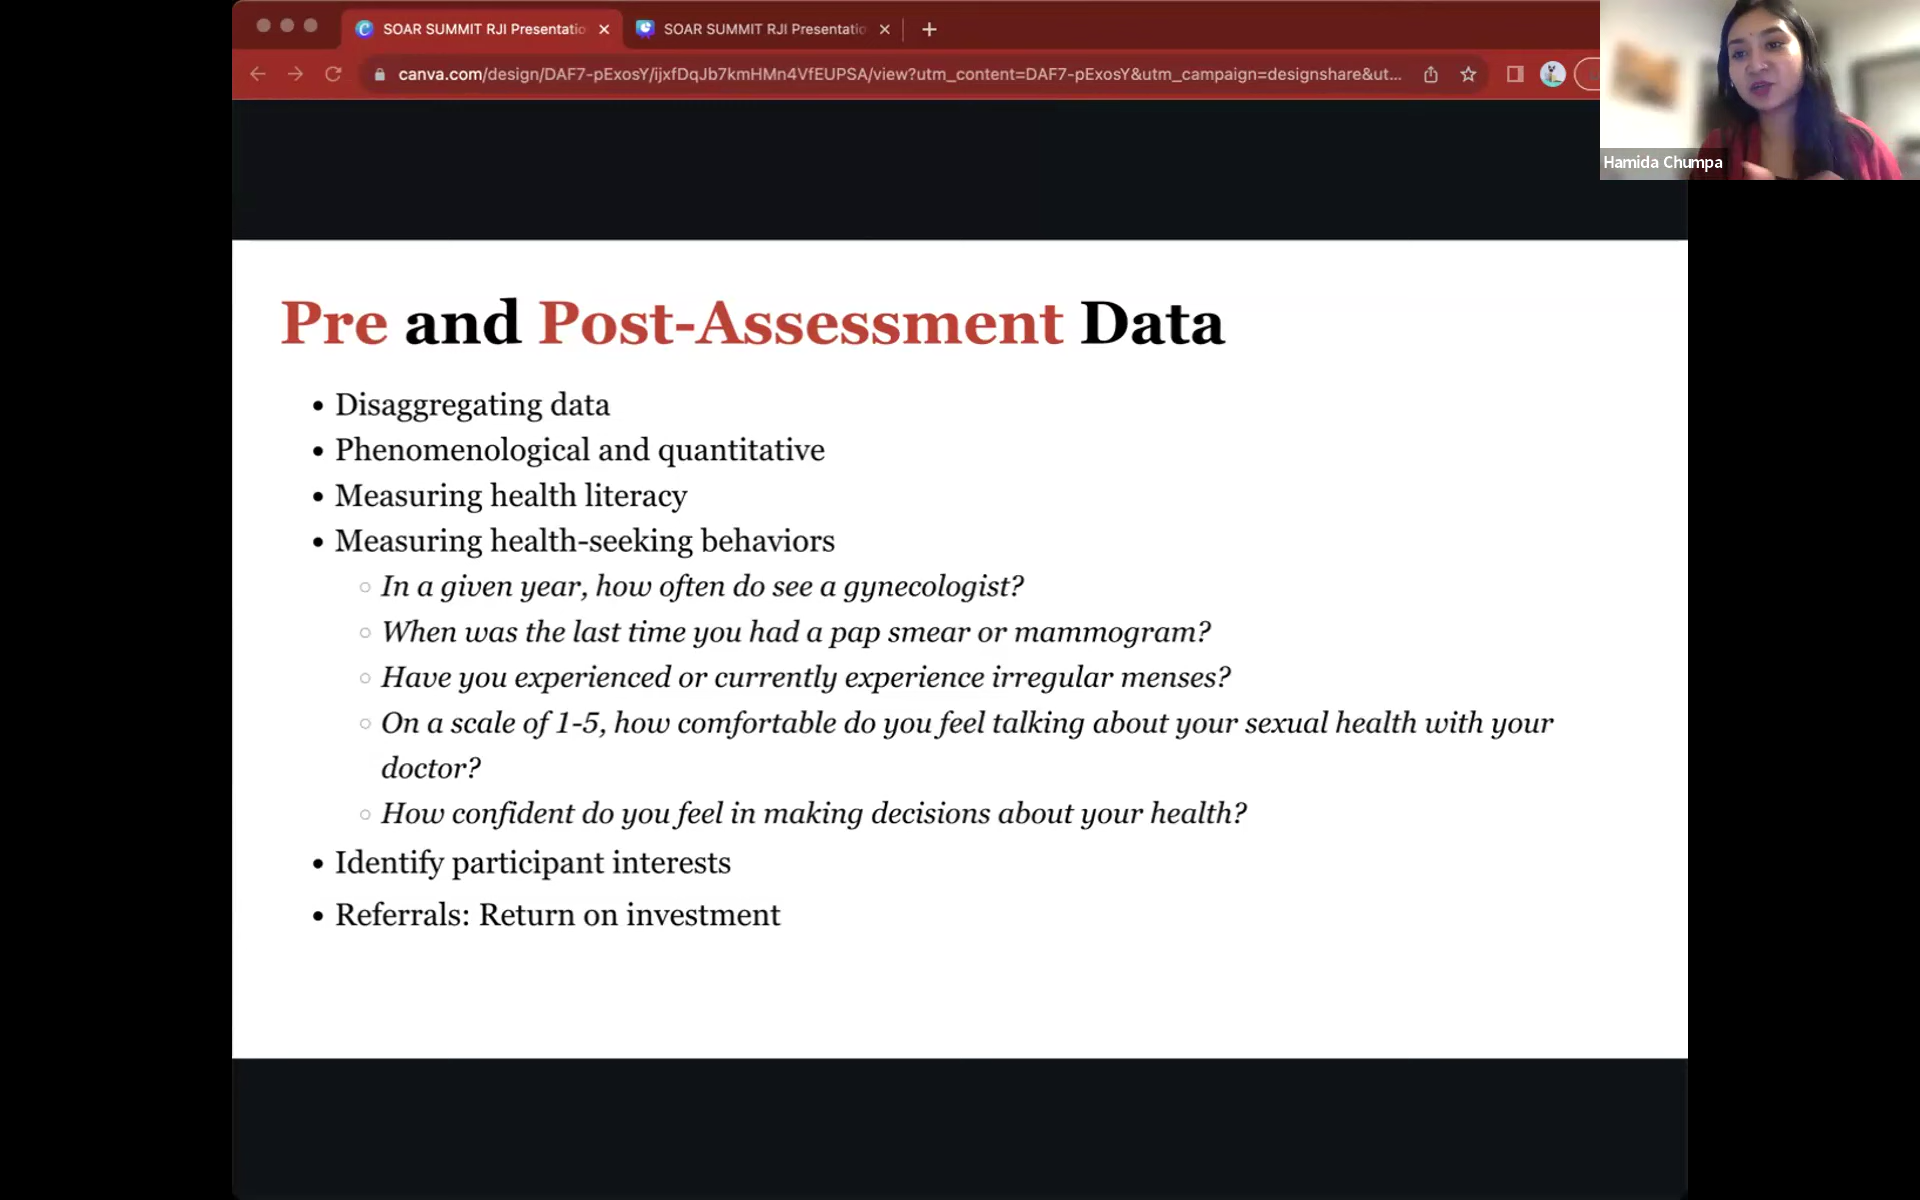 SOAR SUMMIT RJI Presentatio
SOAR SUMMIT RJI Presentatio
canva.com/design/DAF7-pExosY/ijxfDqJb7kmHMn4VfEUPSA/view?utm_content=DAF7-pExosY&utm_campaign=designshare&ut...
Hamida Chumpa
Pre and Post-Assessment Data
• Disaggregating data
• Phenomenological and quantitative
• Measuring health literacy
• Measuring health-seeking behaviors
◦ In a given year, how often do see a gynecologist?
◦ When was the last time you had a pap smear or mammogram?
◦ Have you experienced or currently experience irregular menses?
◦ On a scale of 1-5, how comfortable do you feel talking about your sexual health with your
doctor?
◦ How confident do you feel in making decisions about your health?
• Identify participant interests
• Referrals: Return on investment